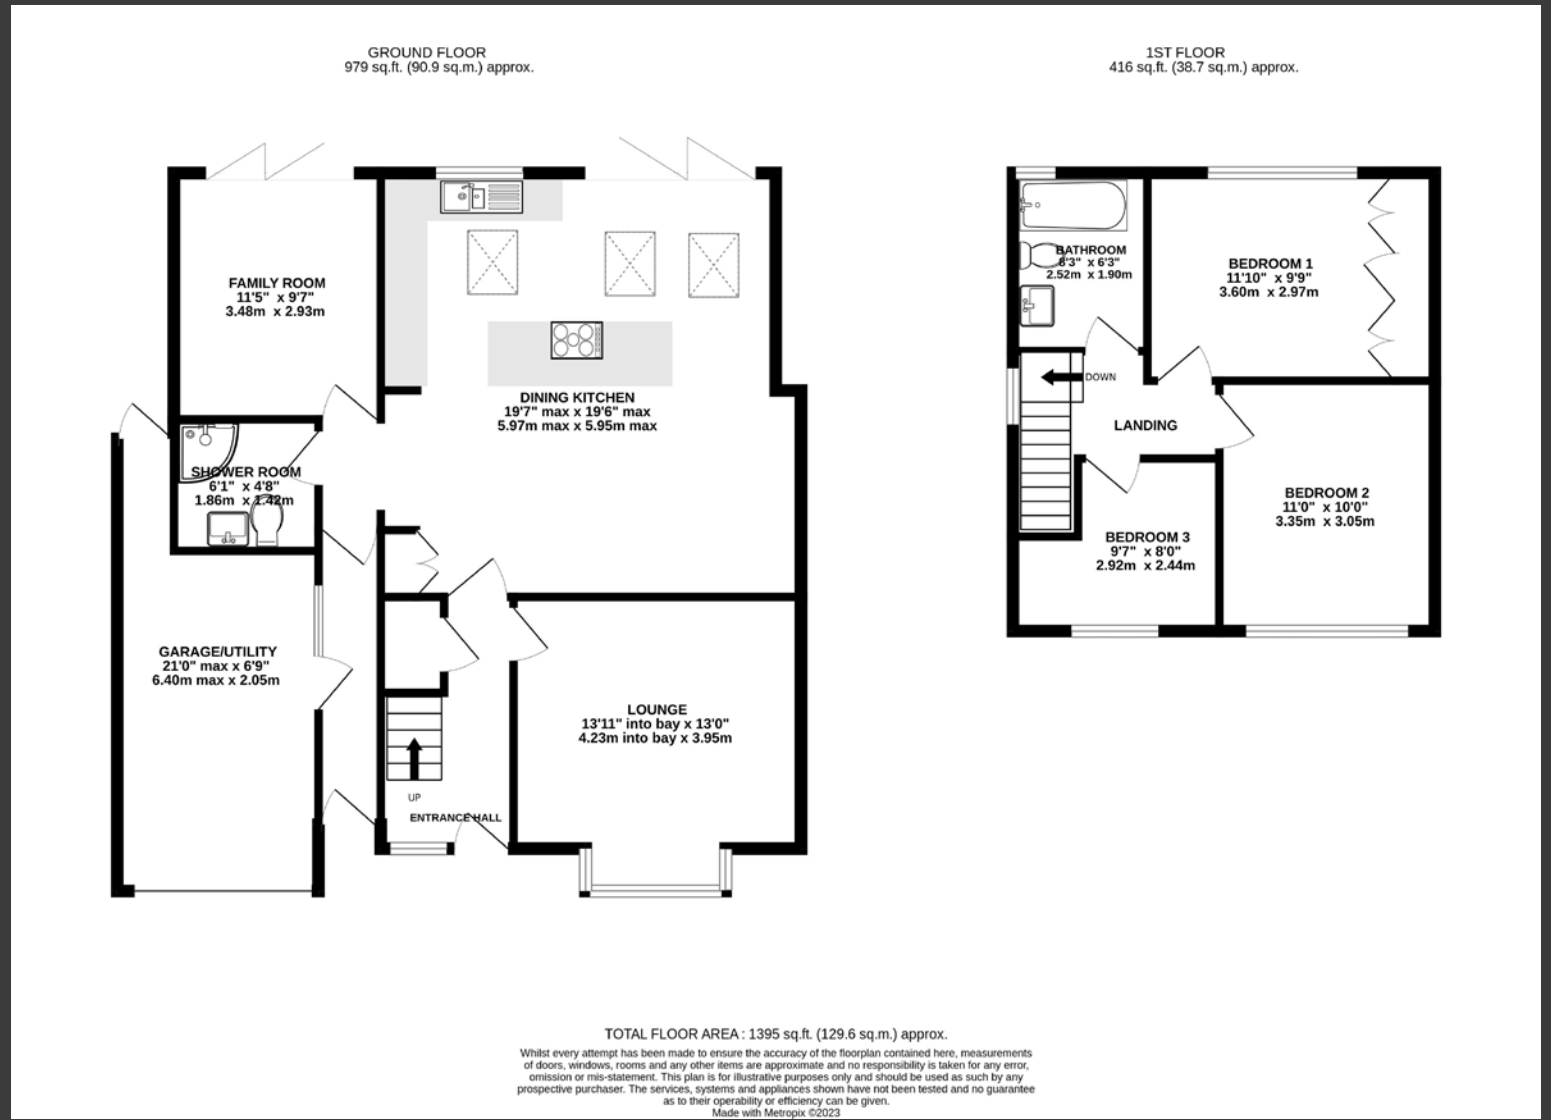 GROUND FLOOR
979 sq.ft. (90.9 sq.m.) approx.
1ST FLOOR
416 sq.ft. (38.7 sq.m.) approx.
FAMILY ROOM
11'5" x 9'7"
3.48m x 2.93m
DINING KITCHEN
19'7" max x 19'6" max
5.97m max x 5.95m max
SHOWER ROOM
6'1" x 4'8"
1.86m x 1.42m
GARAGE/UTILITY
21'0" max x 6'9"
6.40m max x 2.05m
LOUNGE
13'11" into bay x 13'0"
4.23m into bay x 3.95m
UP
ENTRANCE HALL
BATHROOM
8'3" x 6'3"
2.52m x 1.90m
BEDROOM 1
11'10" x 9'9"
3.60m x 2.97m
DOWN
LANDING
BEDROOM 2
11'0" x 10'0"
3.35m x 3.05m
BEDROOM 3
9'7" x 8'0"
2.92m x 2.44m
TOTAL FLOOR AREA : 1395 sq.ft. (129.6 sq.m.) approx.
Whilst every attempt has been made to ensure the accuracy of the floorplan contained here, measurements
of doors, windows, rooms and any other items are approximate and no responsibility is taken for any error,
omission or mis-statement. This plan is for illustrative purposes only and should be used as such by any
prospective purchaser. The services, systems and appliances shown have not been tested and no guarantee
as to their operability or efficiency can be given.
Made with Metropix ©2023